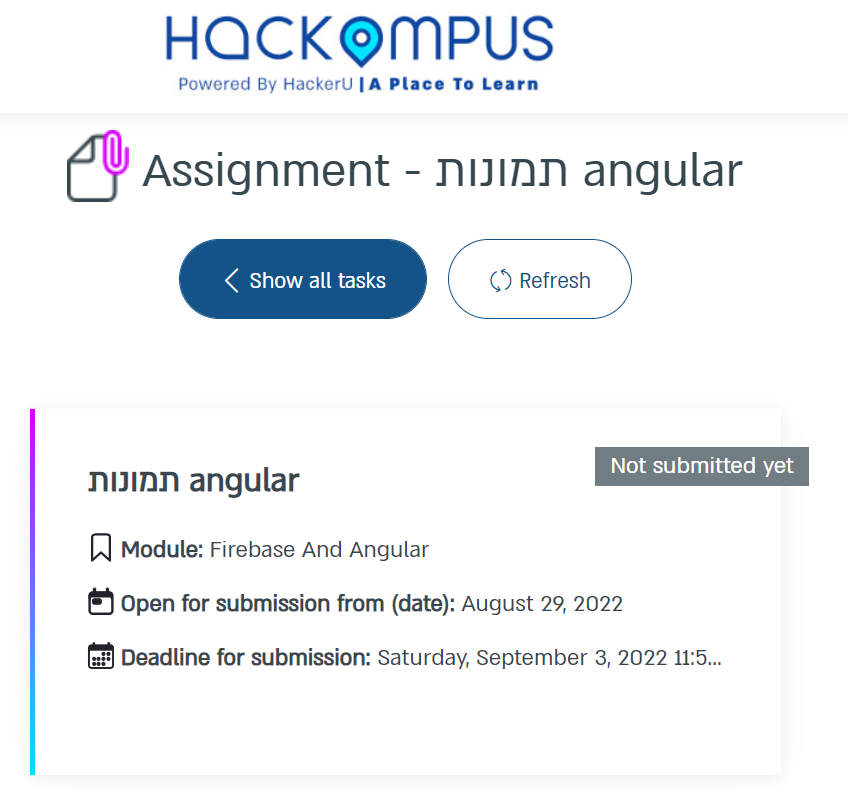 HACKOMPUS
Powered By HackerU | A Place To Learn
Assignment - תמונות angular
Show all tasks
Refresh
Not submitted yet
תמונות angular
Module: Firebase And Angular
Open for submission from (date): August 29, 2022
Deadline for submission: Saturday, September 3, 2022 11:5...